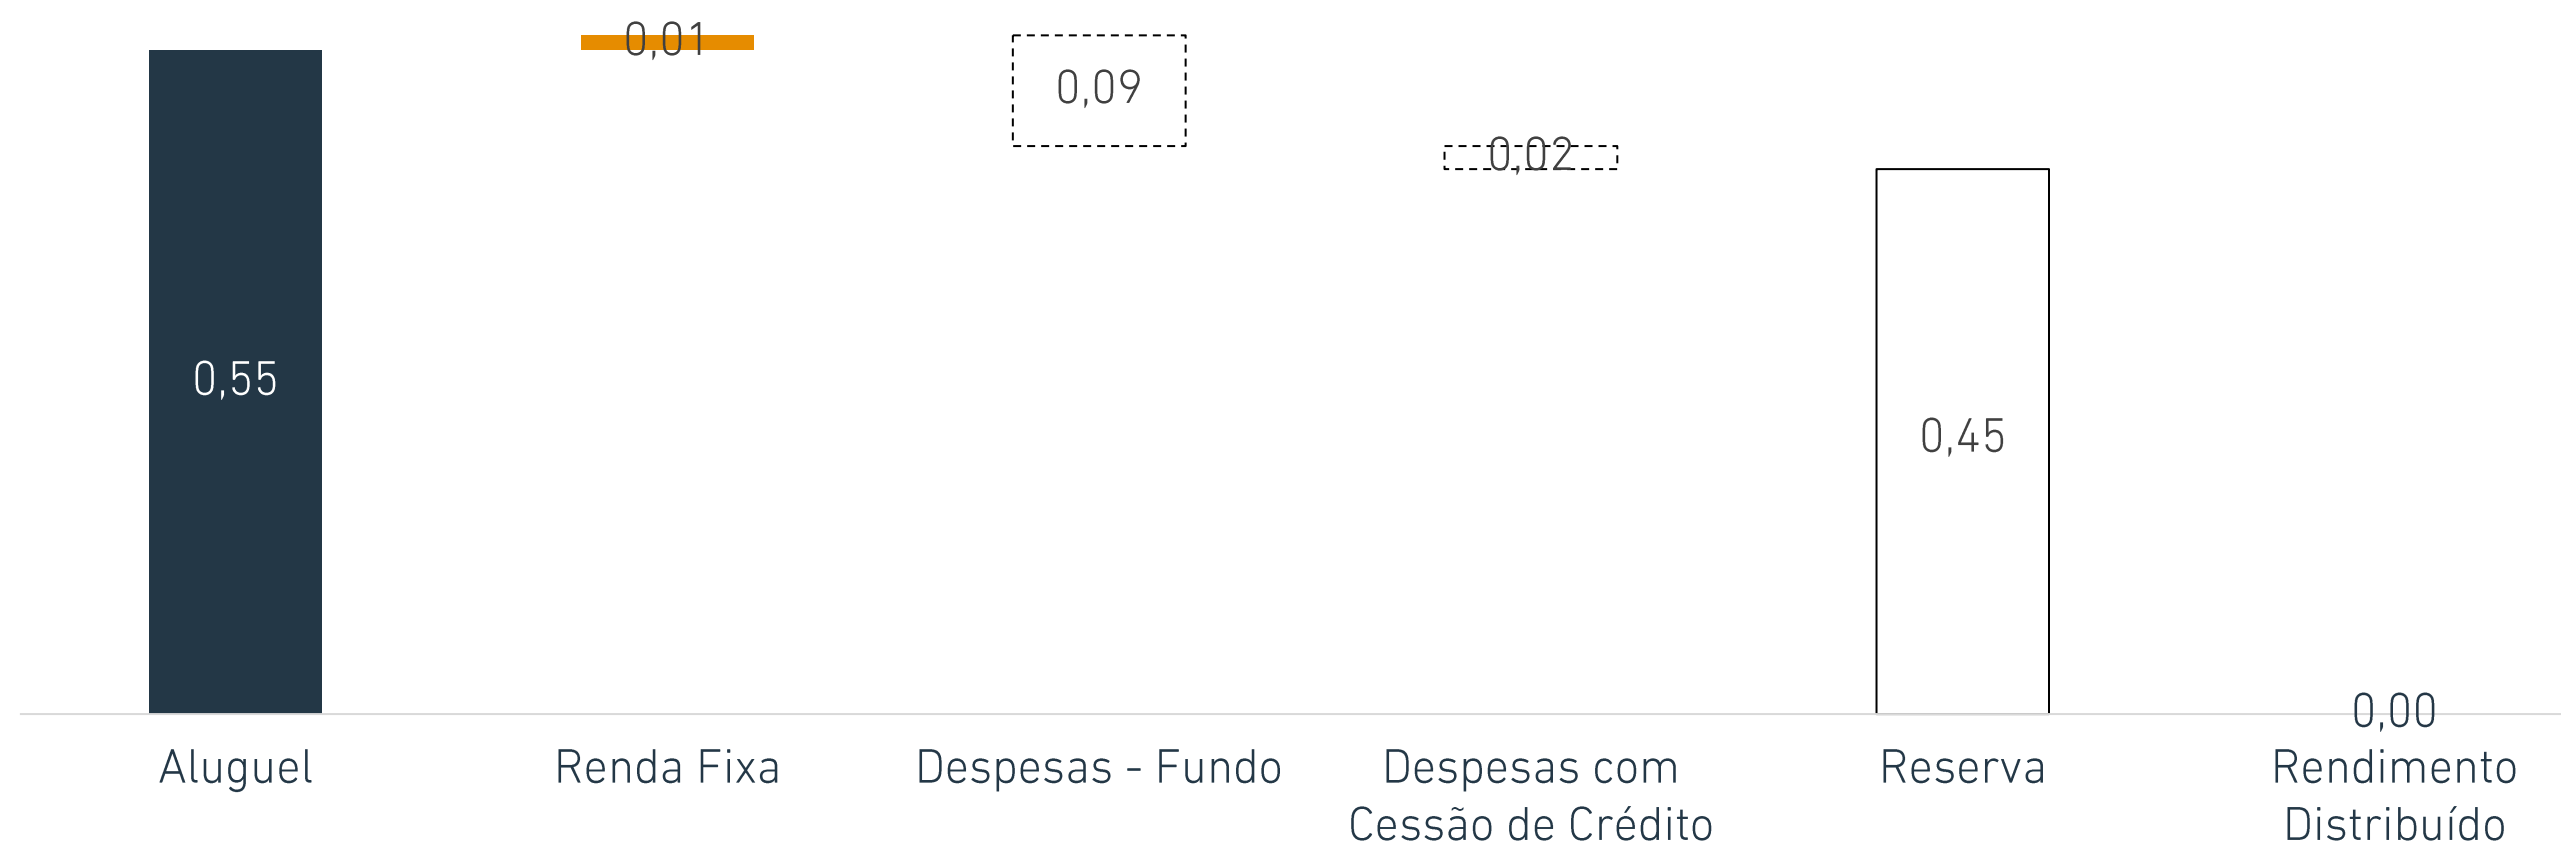 0,01
0,09
0,02
0,55
0,45
0,00
Aluguel
Renda Fixa
Despesas - Fundo
Despesas com
Cessão de Crédito
Reserva
Rendimento
Distribuído